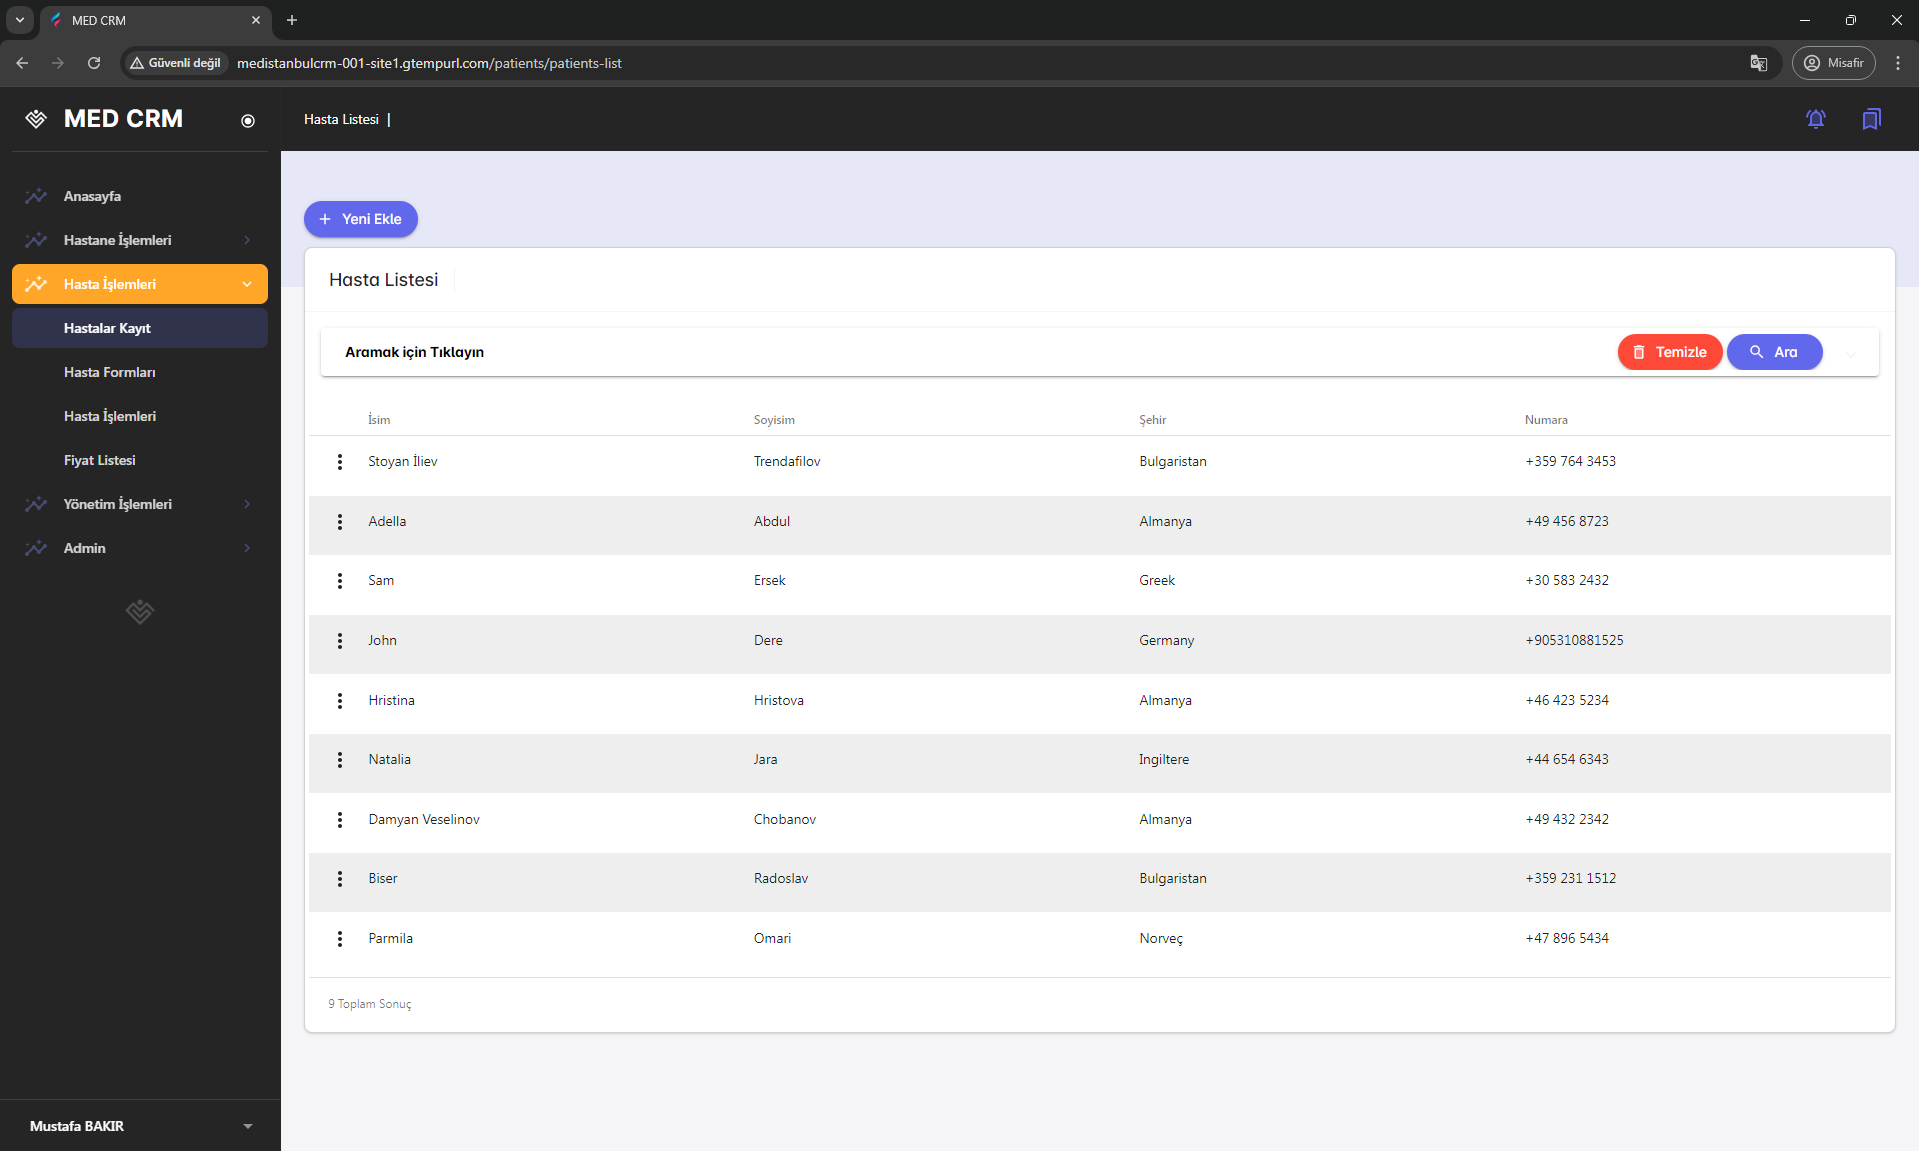 MED CRM
Güvenli değil
medistanbulcrm-001-site1.gtempurl.com/patients/patients-list
Misafir
MED CRM
Hasta Listesi |
Anasayfa
Hastane İşlemleri
Hasta İşlemleri
Hastalar Kayıt
Hasta Formları
Hasta İşlemleri
Fiyat Listesi
Yönetim İşlemleri
Admin
Mustafa BAKIR
+ Yeni Ekle
Hasta Listesi
Aramak için Tıklayın
Temizle
Ara
İsim Soyisim Şehir Numara
Stoyan İliev Trendafilov Bulgaristan +359 764 3453
Adella Abdul Almanya +49 456 8723
Sam Ersek Greek +30 583 2432
John Dere Germany +905310881525
Hristina Hristova Almanya +46 423 5234
Natalia Jara Ingiltere +44 654 6343
Damyan Veselinov Chobanov Almanya +49 432 2342
Biser Radoslav Bulgaristan +359 231 1512
Parmila Omari Norveç +47 896 5434
9 Toplam Sonuç